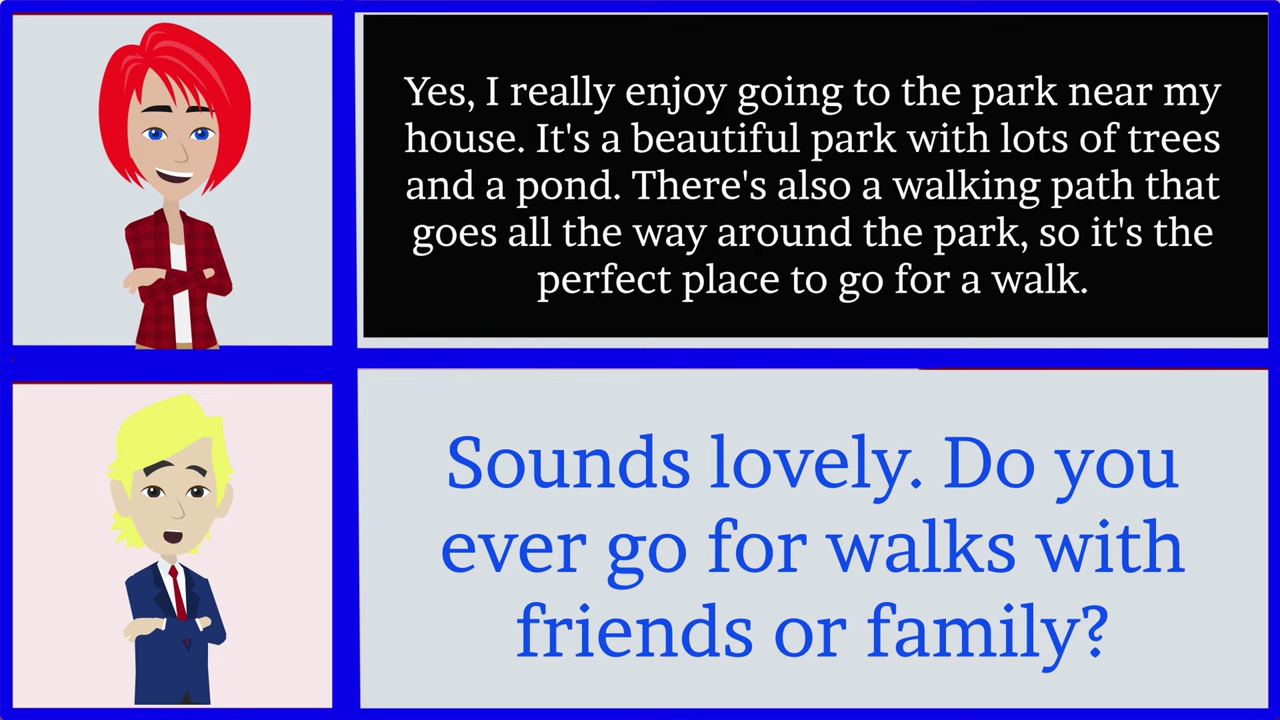 Yes, I really enjoy going to the park near my
house. It's a beautiful park with lots of trees
and a pond. There's also a walking path that
goes all the way around the park, so it's the
perfect place to go for a walk.
Sounds lovely. Do you
ever go for walks with
friends or family?